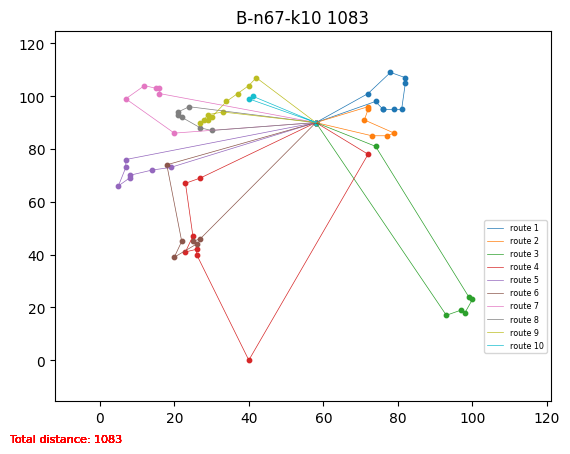 B-n67-k10 1083
120
100
80
60
40
20
0
route 1
route 2
route 3
route 4
route 5
route 6
route 7
route 8
route 9
route 10
0 20 40 60 80 100 120
Total distance: 1083